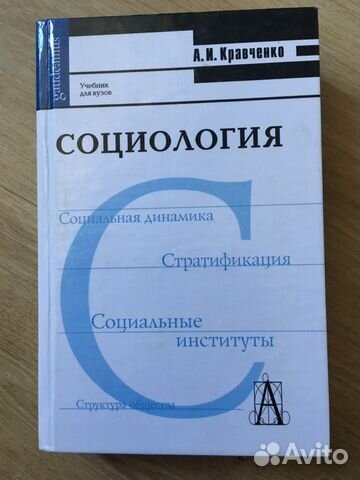 gaudeamus
А. И. Кравченко
Учебник
для вузов
СОЦИОЛОГИЯ
С
Социальная динамика
Стратификация
Социальные
институты
Структура общества
А
Avito